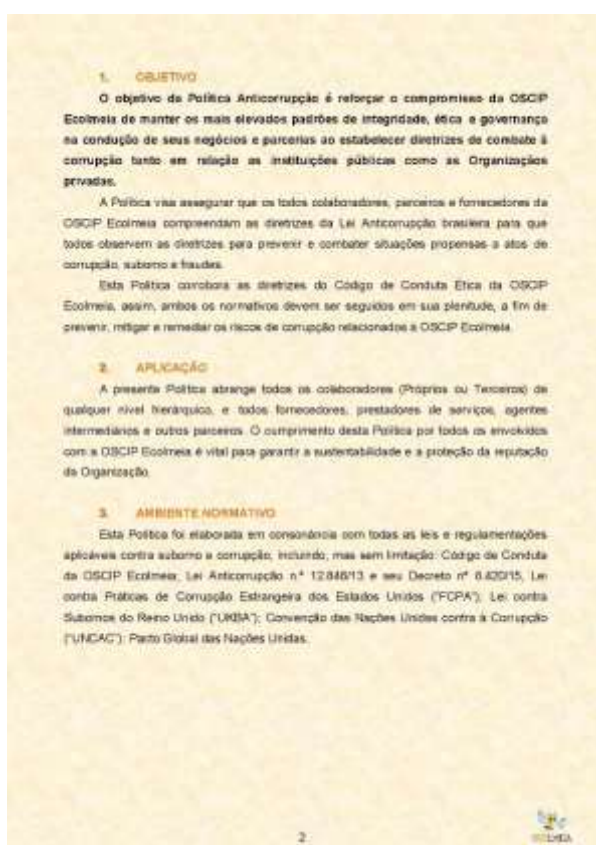 1. OBJETIVO
O objetivo da Política Anticorrupção é reforçar o compromisso da OSCIP
Ecolmeia de manter os mais elevados padrões de integridade, ética e governança
na condução de seus negócios e parcerias ao estabelecer diretrizes de combate à
corrupção tanto em relação as instituições públicas como as Organizações
privadas.
A Política visa assegurar que os todos colaboradores, parceiros e fornecedores da
OSCIP Ecolmeia compreendam as diretrizes da Lei Anticorrupção brasileira para que
todos observem as diretrizes para prevenir e combater situações propensas a atos de
corrupção, suborno e fraudes.
Esta Política corrobora as diretrizes do Código de Conduta Ética da OSCIP
Ecolmeia, assim, ambos os normativos devem ser seguidos em sua plenitude, a fim de
prevenir, mitigar e remediar os riscos de corrupção relacionados a OSCIP Ecolmeia.
2. APLICAÇÃO
A presente Política abrange todos os colaboradores (Próprios ou Terceiros) de
qualquer nível hierárquico, e todos fornecedores, prestadores de serviços, agentes
intermediários e outros parceiros. O cumprimento desta Política por todos os envolvidos
com a OSCIP Ecolmeia é vital para garantir a sustentabilidade e a proteção da reputação
da Organização.
3. AMBIENTE NORMATIVO
Esta Política foi elaborada em consonância com todas as leis e regulamentações
aplicáveis contra suborno e corrupção, incluindo, mas sem limitação: Código de Conduta
da OSCIP Ecolmeia; Lei Anticorrupção n.º 12.846/13 e seu Decreto nº 8.420/15, Lei
contra Práticas de Corrupção Estrangeira dos Estados Unidos ("FCPA"); Lei contra
Subornos do Reino Unido ("UKBA"); Convenção das Nações Unidas contra à Corrupção
("UNCAC"); Pacto Global das Nações Unidas.
2